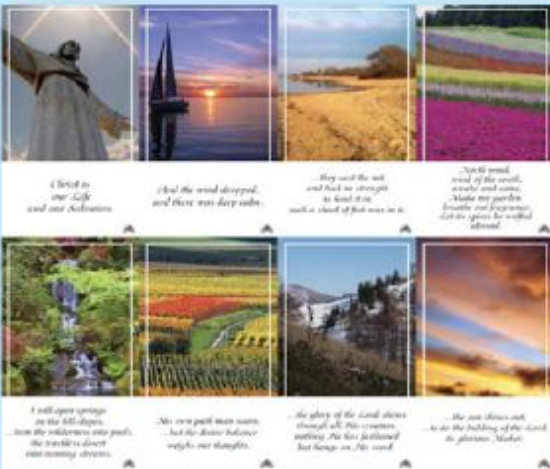 Christ is
our Life
and our Salvation
And the wind dropped,
and there was deep calm.
...they cast the net
and had no strength
to haul it in,
such a shoal of fish was in it.
North wind,
wind of the south,
awake and come.
Make my garden
breathe out fragrance.
Let its spices be wafted
abroad.
I will open springs
in the hill-slopes,
...turn the wilderness into pools,
the trackless desert
into running streams.
...his own path man scans,
...but the divine balance
weighs our thoughts.
...the glory of the Lord shines
through all His creation,
nothing He has fashioned
but hangs on His word.
...the sun shines out
...to do the bidding of the Lord
its glorious Maker.